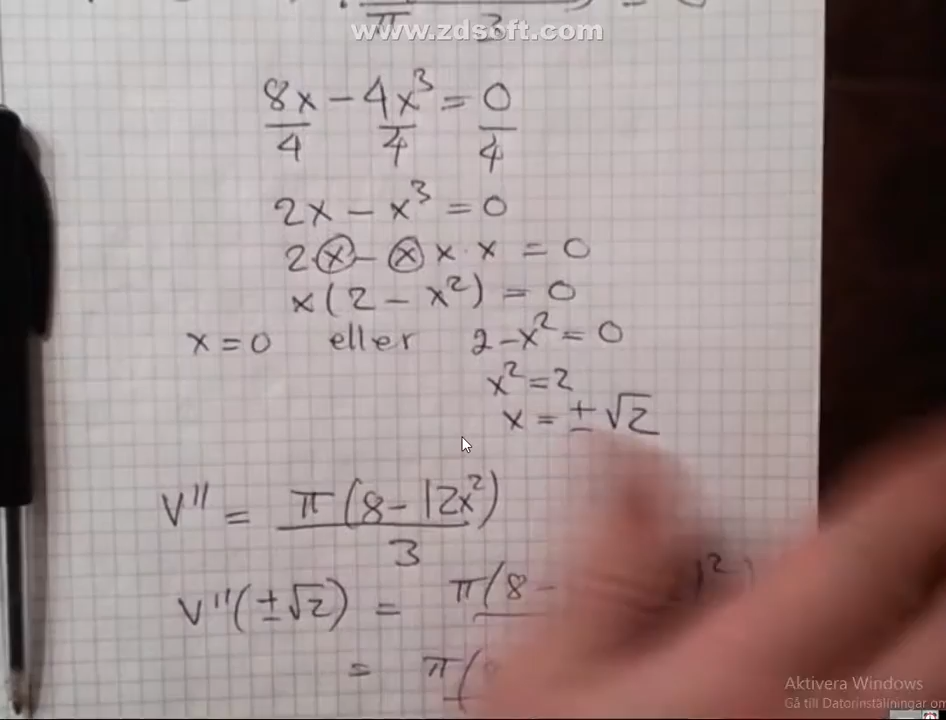 π 3
www.zdsoft.com
8x - 4x³ = 0
4 4 4
2x - x³ = 0
2x - x x · x = 0
x(2 - x²) = 0
x = 0 eller 2 - x² = 0
x² = 2
x = ± √2
V'' = π(8 - 12x²)
3
V''(±√2) = π(8 -
= π(
Aktivera Windows
Gå till Datorinställningar